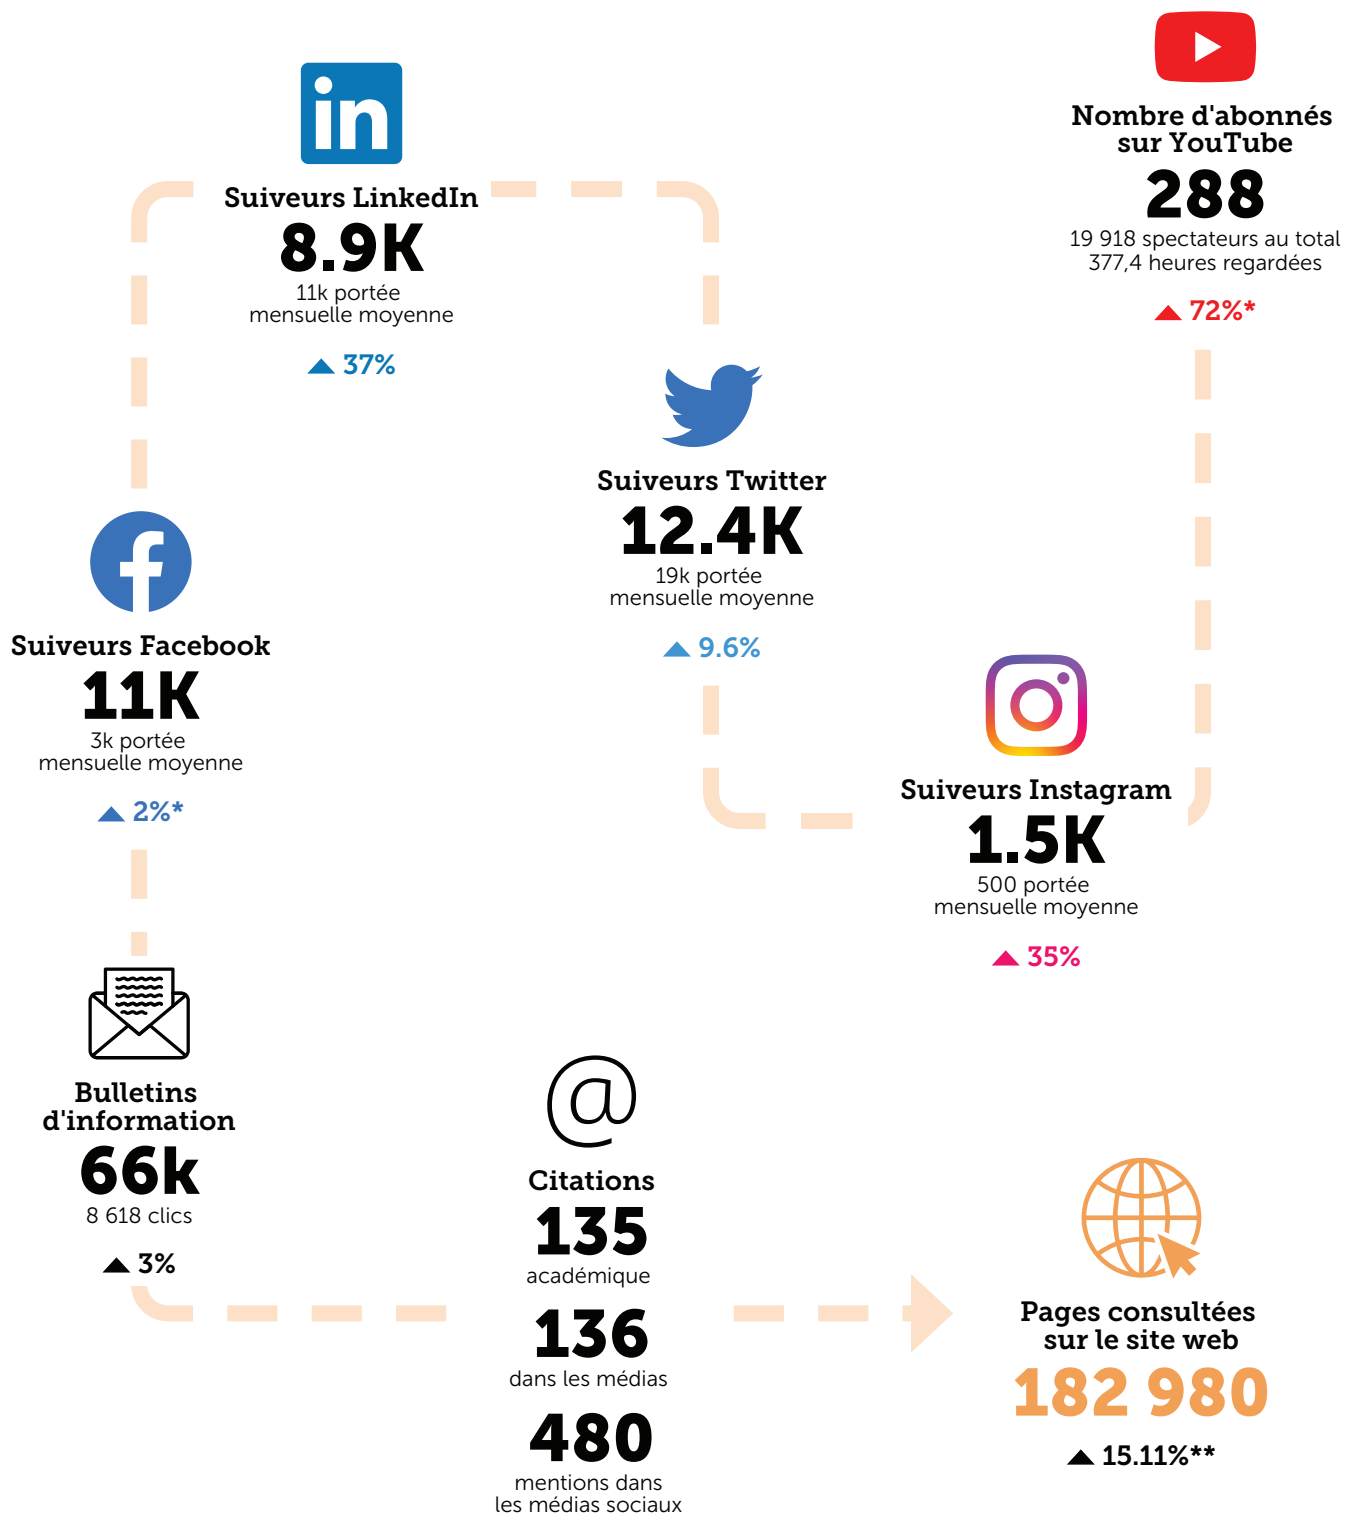 Nombre d'abonnés
sur YouTube
288
19 918 spectateurs au total
377,4 heures regardées
72%*
in
Suiveurs LinkedIn
8.9K
11k portée
mensuelle moyenne
37%
Suiveurs Twitter
12.4K
19k portée
mensuelle moyenne
9.6%
Suiveurs Facebook
11K
3k portée
mensuelle moyenne
2%*
Suiveurs Instagram
1.5K
500 portée
mensuelle moyenne
35%
Bulletins
d'information
66k
8 618 clics
3%
@
Citations
135
académique
136
dans les médias
480
mentions dans
les médias sociaux
Pages consultées
sur le site web
182 980
15.11%**